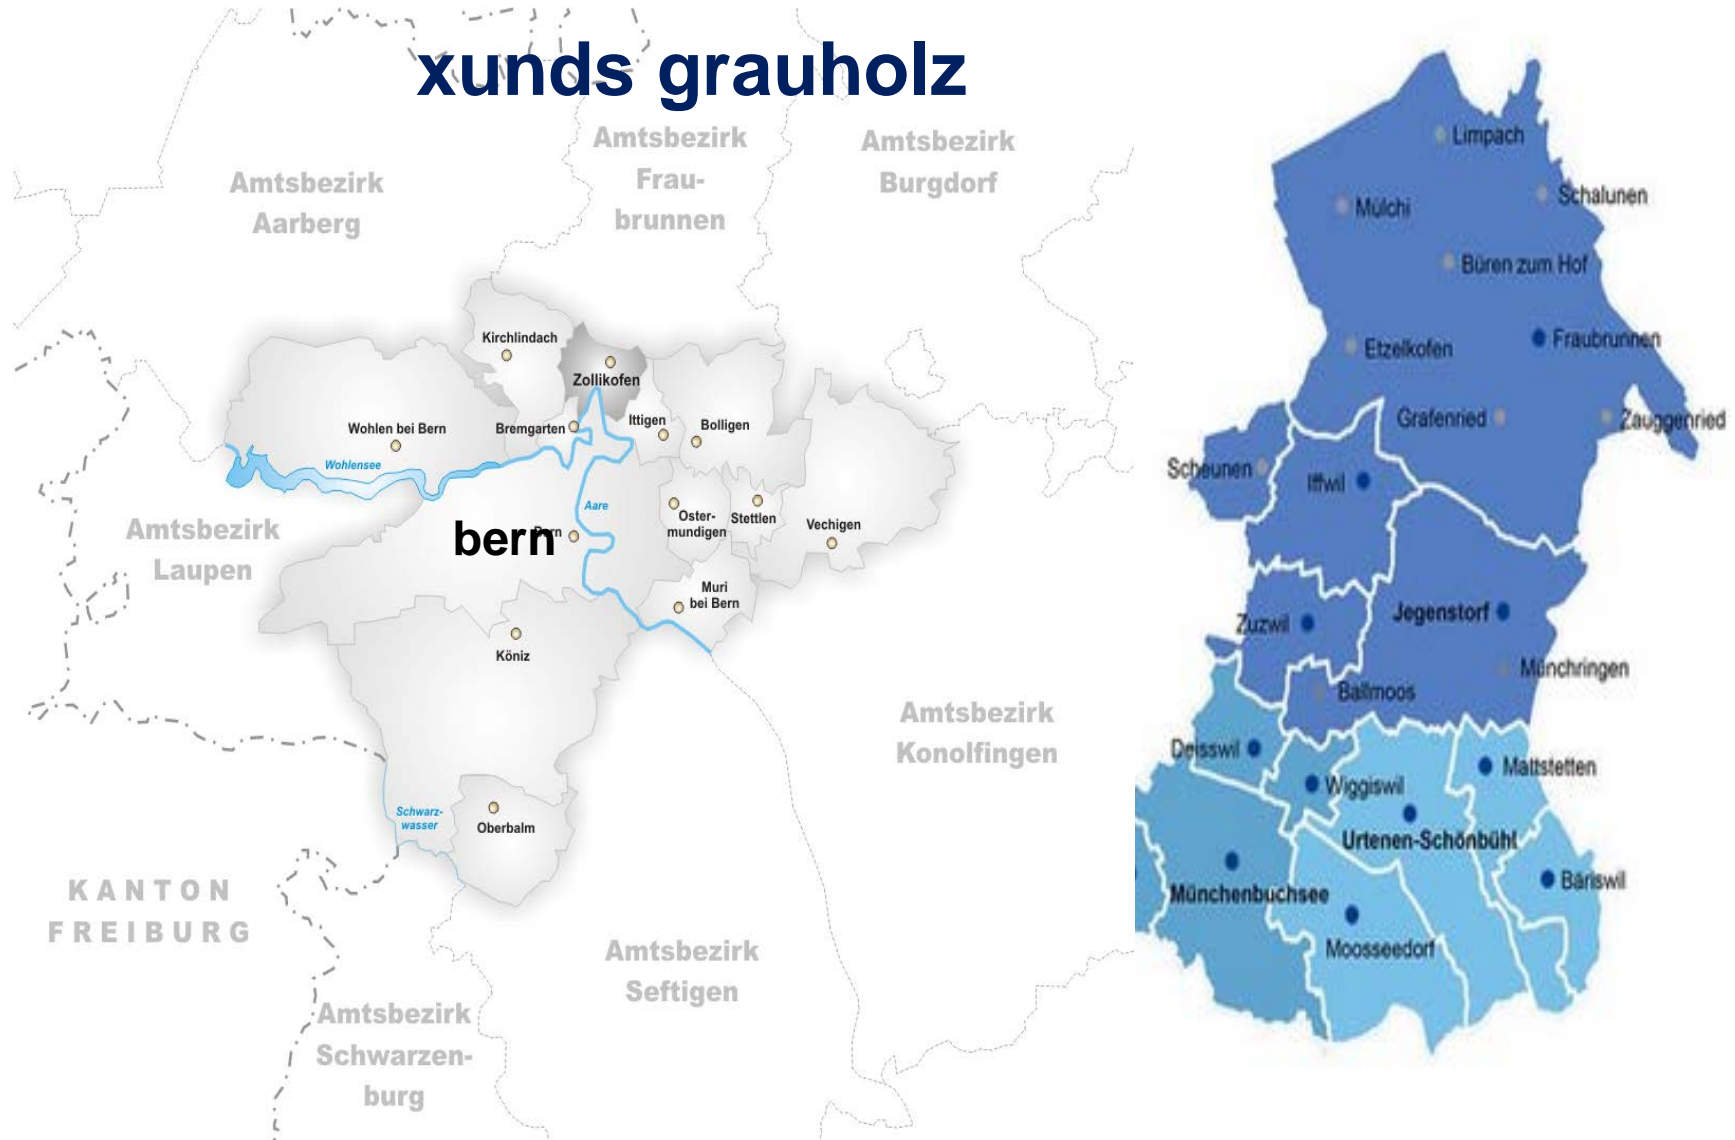 xunds grauholz
Amtsbezirk
Aarberg
Amtsbezirk
Frau-
brunnen
Amtsbezirk
Burgdorf
Kirchlindach
Zollikofen
Wohlen bei Bern
Bremgarten
Ittigen
Bolligen
Wohlensee
Aare
Oster-
mundigen
Stettlen
Vechigen
bern
Bern
Muri
bei Bern
Köniz
Amtsbezirk
Laupen
Amtsbezirk
Konolfingen
Schwarz-
wasser
Oberbalm
KANTON
FREIBURG
Amtsbezirk
Seftigen
Amtsbezirk
Schwarzen-
burg
Limpach
Schalunen
Mülchi
Büren zum Hof
Etzelkofen
Fraubrunnen
Grafenried
Zauggenried
Scheunen
Iffwil
Zuzwil
Jegenstorf
Münchringen
Ballmoos
Deisswil
Wiggiswil
Mattstetten
Urtenen-Schönbühl
Münchenbuchsee
Bäriswil
Moosseedorf